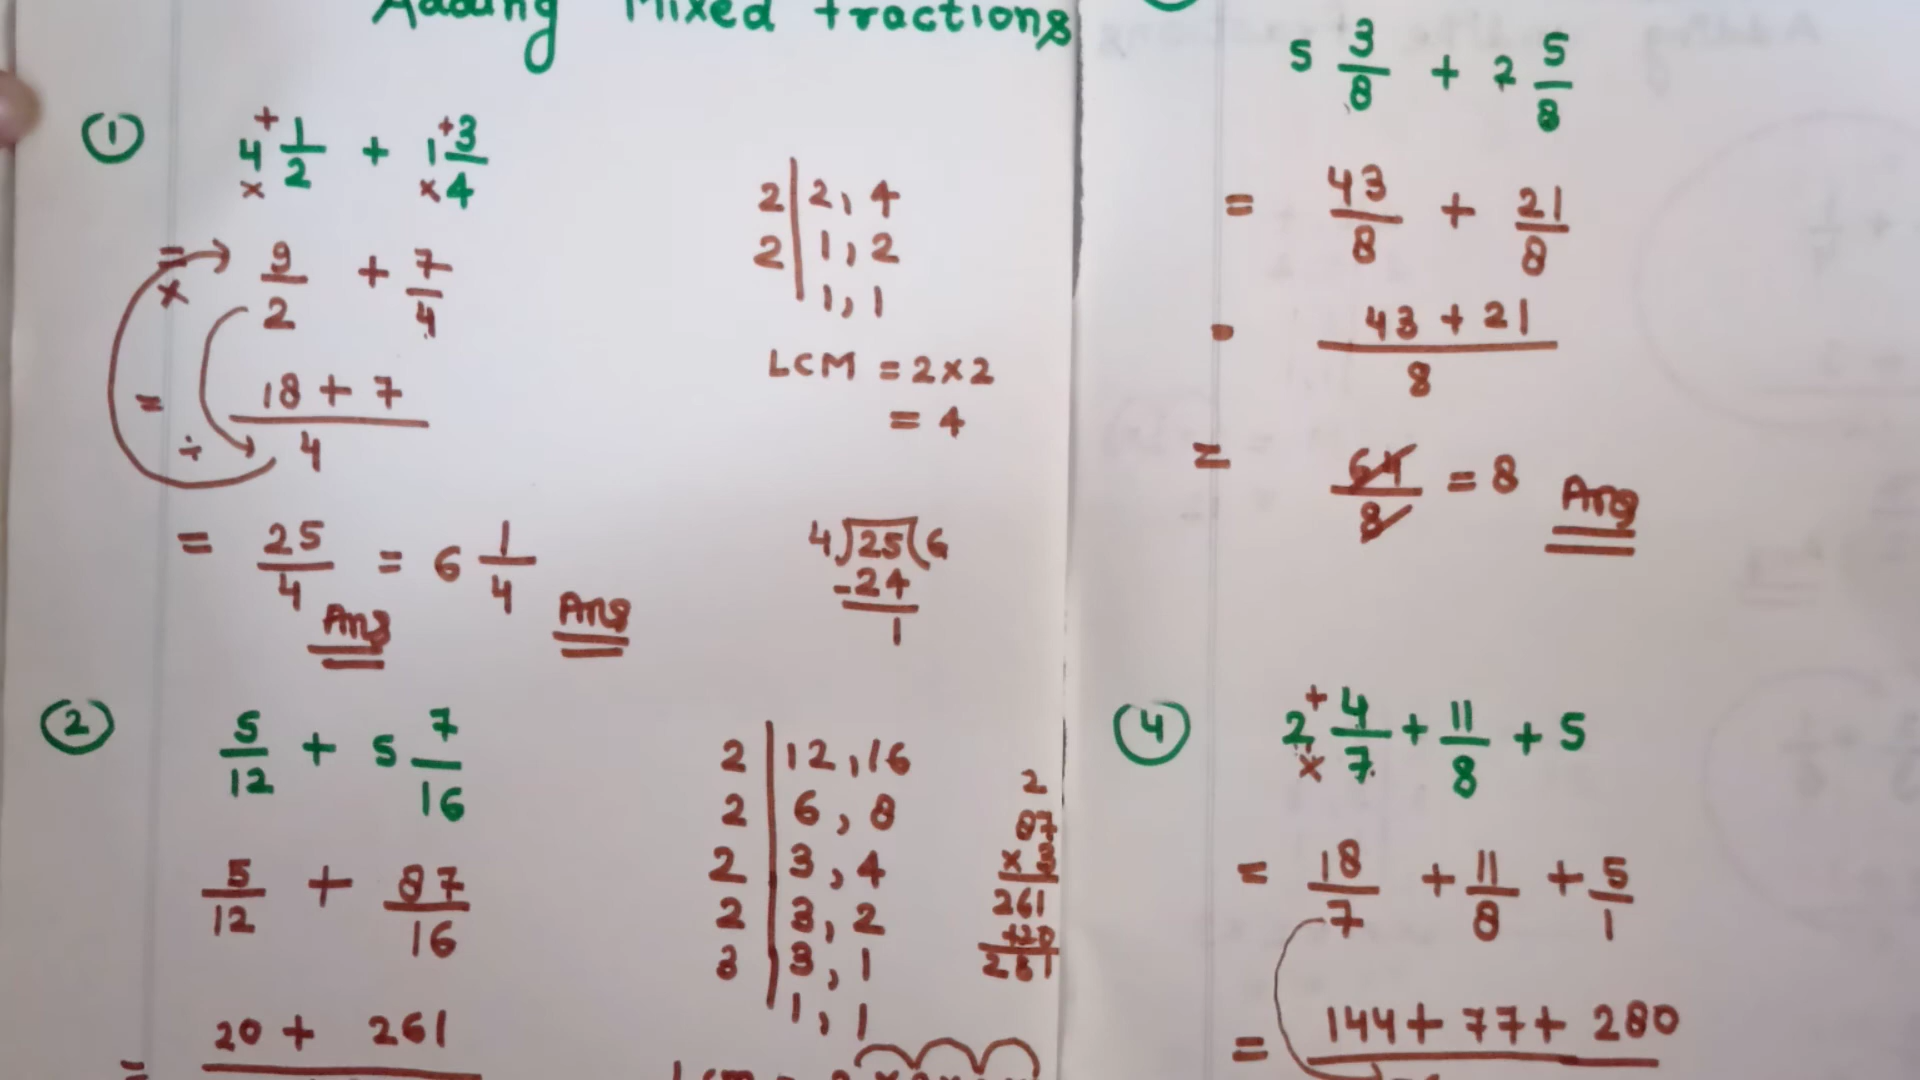 Adding Mixed fractions
①
4 1/2 + 1 3/4
+ +
× ×
= 9/2 + 7/4
×
= (18 + 7)/4
÷
= 25/4 = 6 1/4
Ans Ans
2 | 2, 4
2 | 1, 2
1, 1
LCM = 2×2
= 4
4)25(6
-24
1
②
5/12 + 5 7/16
5/12 + 87/16
= 20 + 261
2 | 12, 16
2 | 6, 8
2 | 3, 4
2 | 3, 2
3 | 3, 1
1, 1
2
87
× 3
261
+20
281
5 3/8 + 2 5/8
= 43/8 + 21/8
= (43 + 21)/8
= 64/8 = 8 Ans
④
2 4/7 + 11/8 + 5
+
×
= 18/7 + 11/8 + 5/1
= 144 + 77 + 280